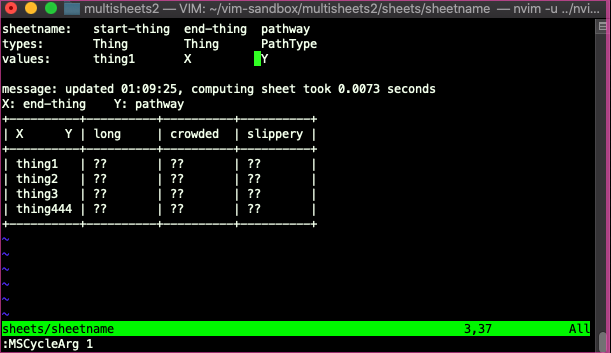 multisheets2 — VIM: ~/vim-sandbox/multisheets2/sheets/sheetname — nvim -u ../nvi...
sheetname:   start-thing  end-thing  pathway
types:       Thing        Thing      PathType
values:      thing1       X          Y
message: updated 01:09:25, computing sheet took 0.0073 seconds
X: end-thing    Y: pathway
+----------+----------+----------+----------+
| X      Y | long     | crowded  | slippery |
+----------+----------+----------+----------+
| thing1   | ??       | ??       | ??       |
| thing2   | ??       | ??       | ??       |
| thing3   | ??       | ??       | ??       |
| thing444 | ??       | ??       | ??       |
+----------+----------+----------+----------+
~
~
~
~
~
~
sheets/sheetname                                              3,37           All
:MSCycleArg 1